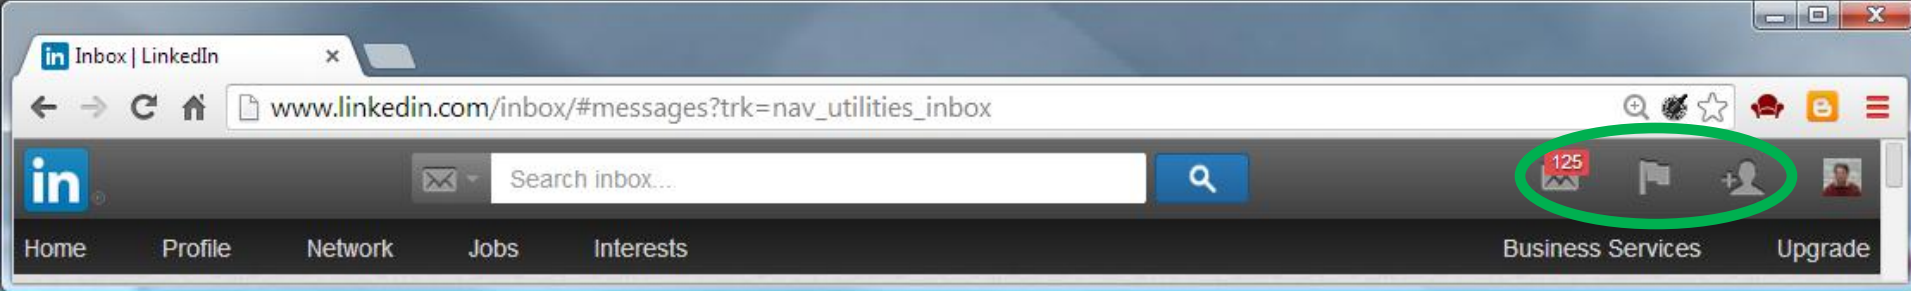 in Inbox | LinkedIn
www.linkedin.com/inbox/#messages?trk=nav_utilities_inbox
in Search inbox... 125
Home Profile Network Jobs Interests Business Services Upgrade